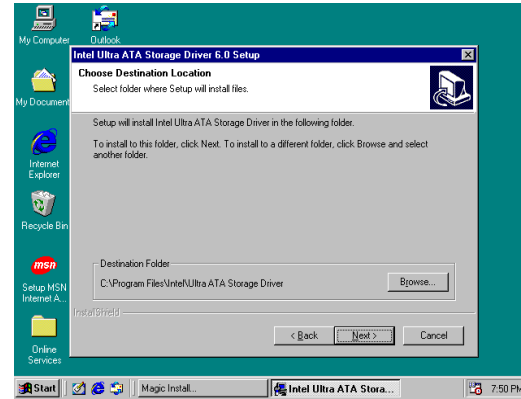 My Computer
Outlook
My Document
Internet
Explorer
Recycle Bin
msn
Setup MSN
Internet A...
Online
Services
Intel Ultra ATA Storage Driver 6.0 Setup
Choose Destination Location
Select folder where Setup will install files.
Setup will install Intel Ultra ATA Storage Driver in the following folder.
To install to this folder, click Next. To install to a different folder, click Browse and select
another folder.
Destination Folder
C:\Program Files\Intel\Ultra ATA Storage Driver
Browse...
InstallShield
< Back
Next >
Cancel
Start
Magic Install...
Intel Ultra ATA Stora...
7:50 PM